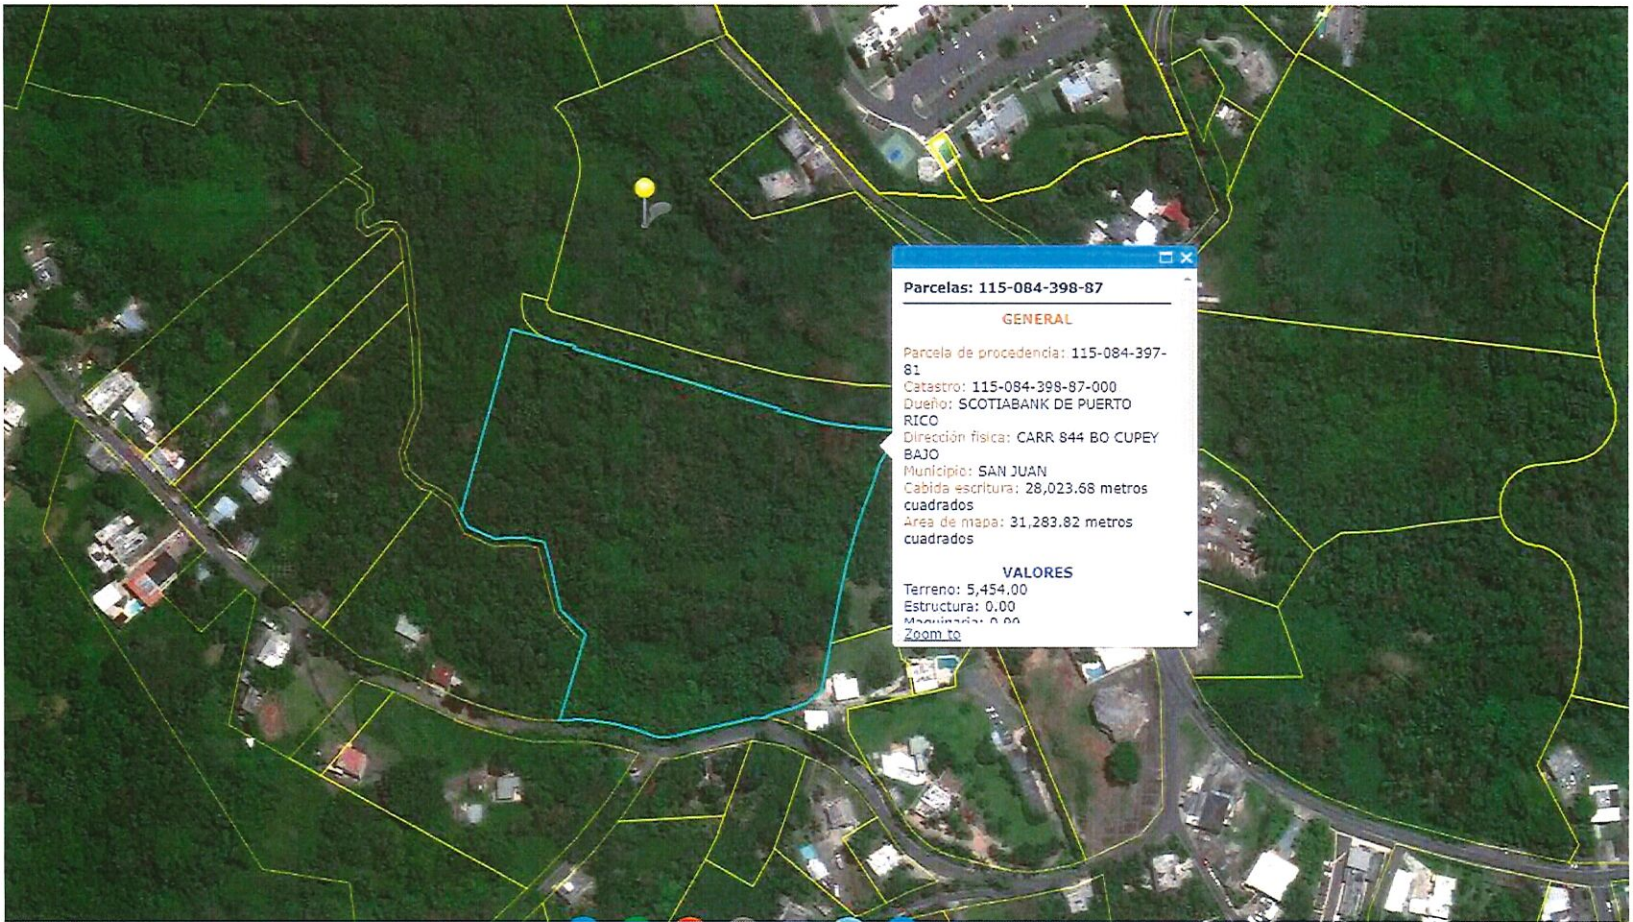 Parcelas: 115-084-398-87
GENERAL
Parcela de procedencia: 115-084-397-
81
Catastro: 115-084-398-87-000
Dueño: SCOTIABANK DE PUERTO
RICO
Dirección física: CARR 844 BO CUPEY
BAJO
Municipio: SAN JUAN
Cabida escritura: 28,023.68 metros
cuadrados
Area de mapa: 31,283.82 metros
cuadrados
VALORES
Terreno: 5,454.00
Estructura: 0.00
Maquinaria: 0.00
Zoom to